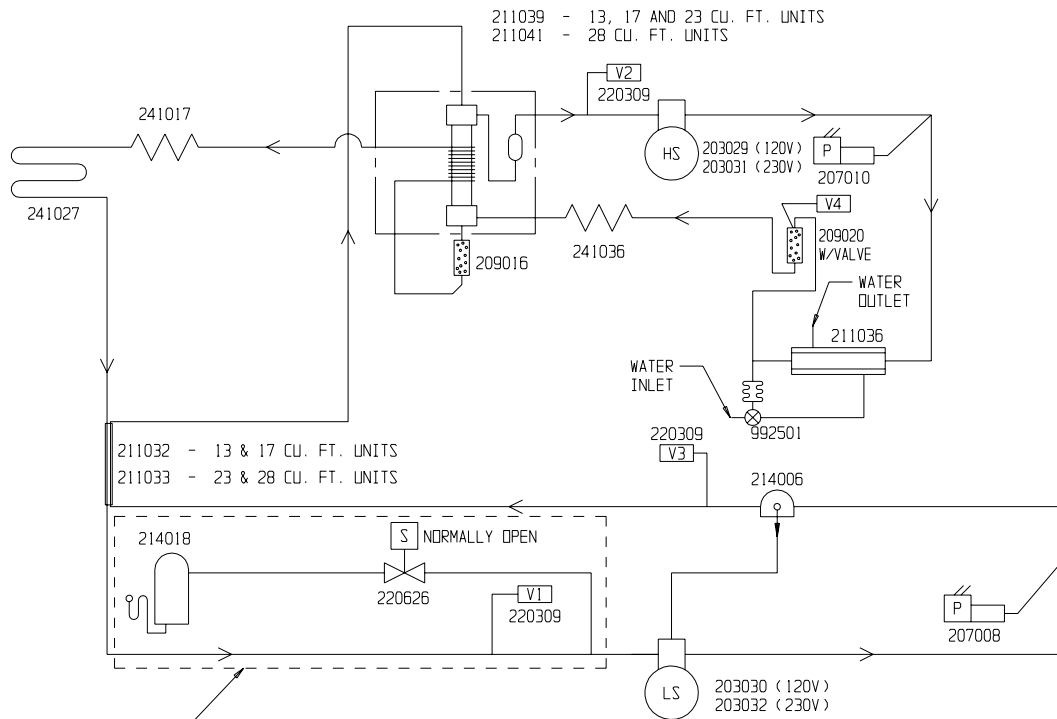 211039 - 13, 17 AND 23 CU. FT. UNITS
211041 - 28 CU. FT. UNITS
V2
220309
241017
HS
203029 (120V)
203031 (230V)
P
207010
V4
241027
241036
209020
W/VALVE
209016
WATER
OUTLET
211036
WATER
INLET
992501
220309
V3
211032 - 13 & 17 CU. FT. UNITS
211033 - 23 & 28 CU. FT. UNITS
214006
214018
S NORMALLY OPEN
220626
V1
220309
P
207008
LS
203030 (120V)
203032 (230V)